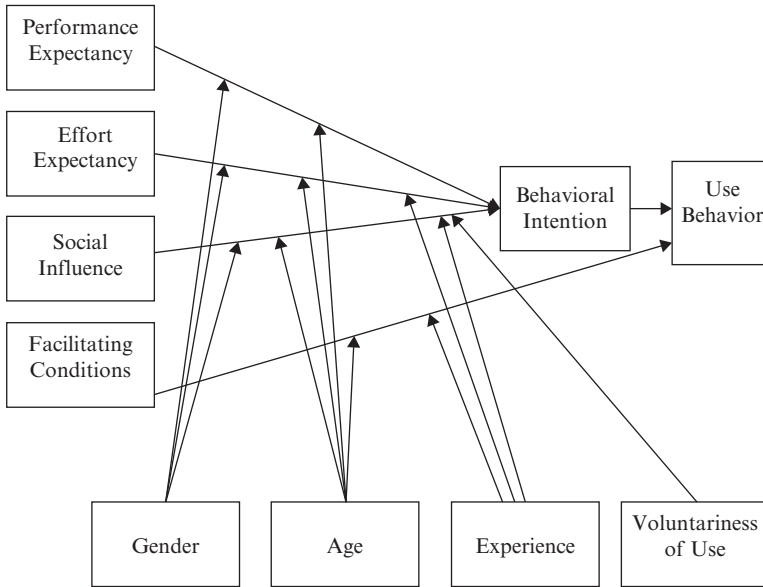 Performance
Expectancy
Effort
Expectancy
Social
Influence
Facilitating
Conditions
Behavioral
Intention
Use
Behavior
Gender
Age
Experience
Voluntariness
of Use